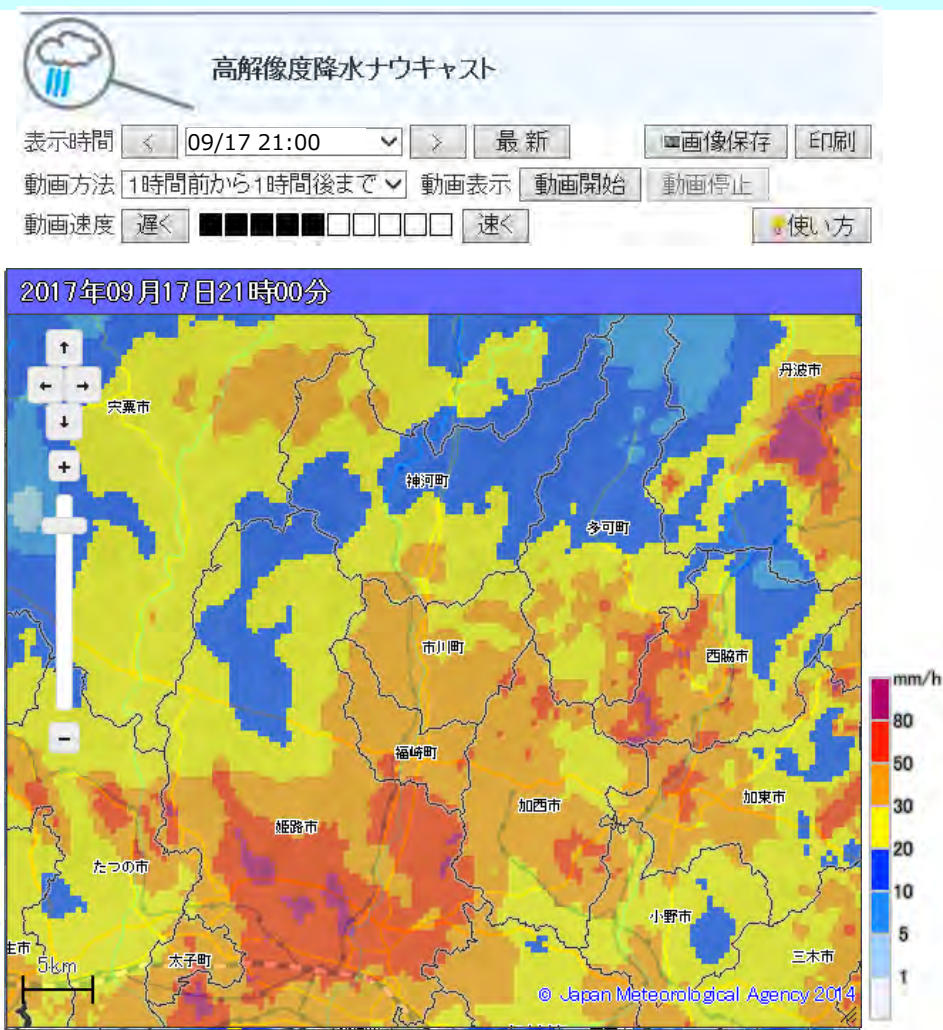 高解像度降水ナウキャスト
表示時間 < 09/17 21:00 > 最新 画像保存 印刷
動画方法 1時間前から1時間後まで 動画表示 動画開始 動画停止
動画速度 遅く 速く 使い方
2017年09月17日21時00分
丹波市
宍粟市
神河町
多可町
市川町
西脇市
mm/h
80
福崎町
50
加西市
加東市
30
姫路市
20
たつの市
10
小野市
5
生市
太子町
三木市
5km
1
© Japan Meteorological Agency 2014